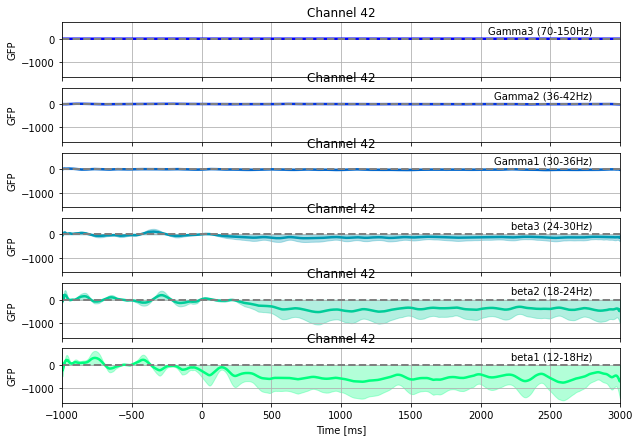 Channel 42
Gamma3 (70-150Hz)
GFP
0
−1000
Channel 42
Gamma2 (36-42Hz)
GFP
0
−1000
Channel 42
Gamma1 (30-36Hz)
GFP
0
−1000
Channel 42
beta3 (24-30Hz)
GFP
0
−1000
Channel 42
beta2 (18-24Hz)
GFP
0
−1000
Channel 42
beta1 (12-18Hz)
GFP
0
−1000
−1000 −500 0 500 1000 1500 2000 2500 3000
Time [ms]